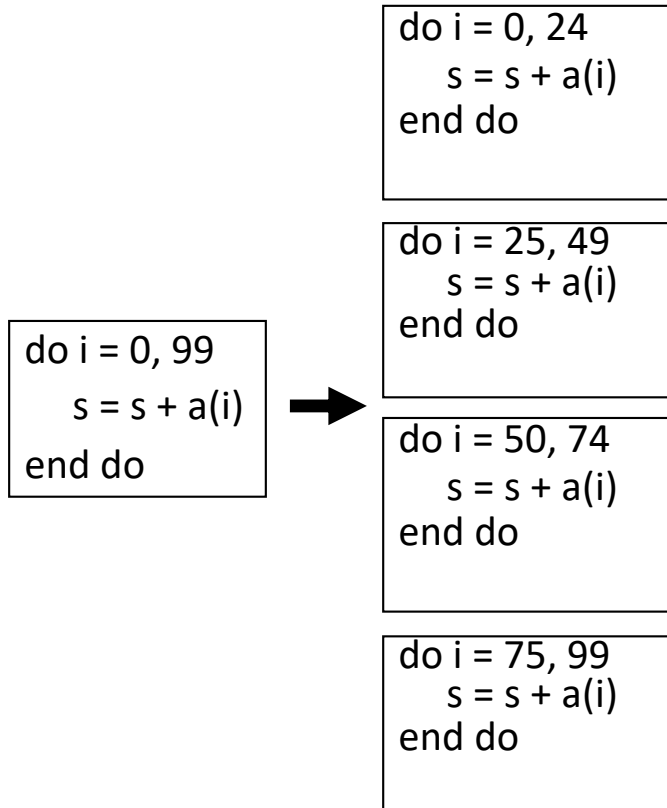 do i = 0, 99
s = s + a(i)
end do
do i = 0, 24
s = s + a(i)
end do
do i = 25, 49
s = s + a(i)
end do
do i = 50, 74
s = s + a(i)
end do
do i = 75, 99
s = s + a(i)
end do